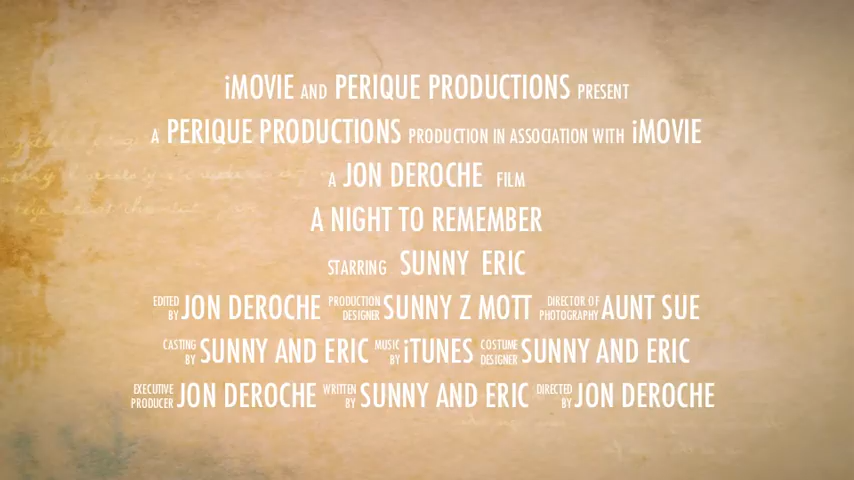 iMOVIE AND PERIQUE PRODUCTIONS PRESENT
A PERIQUE PRODUCTIONS PRODUCTION IN ASSOCIATION WITH iMOVIE
A JON DEROCHE FILM
A NIGHT TO REMEMBER
STARRING SUNNY ERIC
EDITED BY JON DEROCHE PRODUCTION DESIGNER SUNNY Z MOTT DIRECTOR OF PHOTOGRAPHY AUNT SUE
CASTING BY SUNNY AND ERIC MUSIC BY iTUNES COSTUME DESIGNER SUNNY AND ERIC
EXECUTIVE PRODUCER JON DEROCHE WRITTEN BY SUNNY AND ERIC DIRECTED BY JON DEROCHE